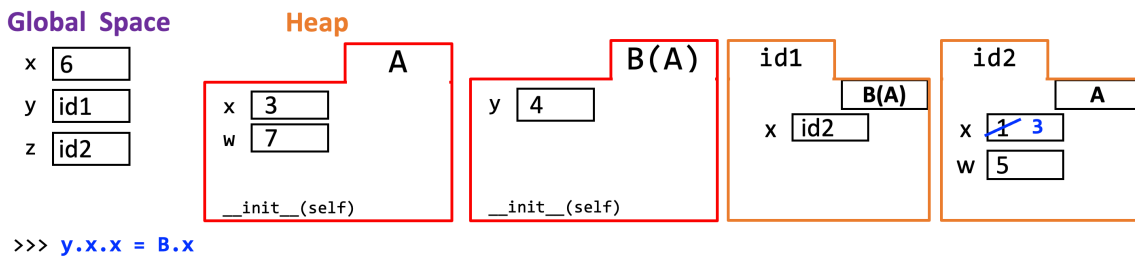 Global Space
Heap
x 6
y id1
z id2
A
x 3
w 7
__init__(self)
B(A)
y 4
__init__(self)
id1
B(A)
x id2
id2
A
x 1 3
w 5
>>> y.x.x = B.x